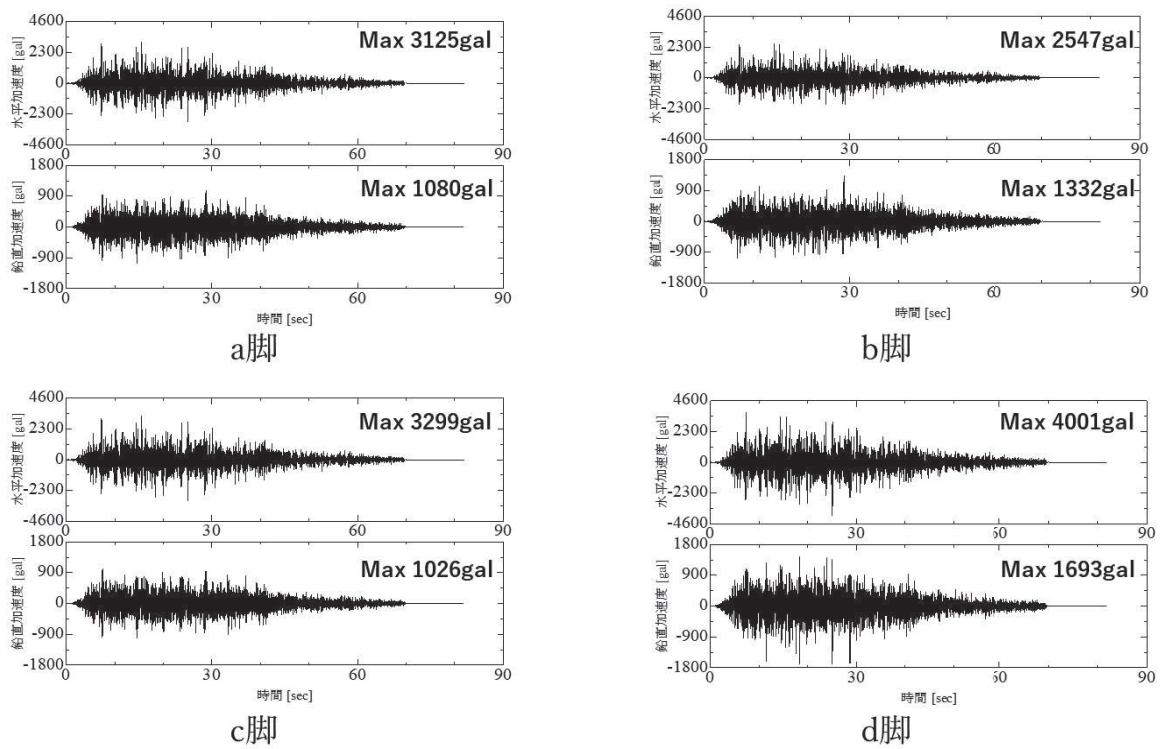 4600
2300
0
-2300
-4600
水平加速度 [gal]
Max 3125gal
0 30 60 90
1800
900
0
-900
-1800
鉛直加速度 [gal]
Max 1080gal
0 30 60 90
時間 [sec]
a脚
4600
2300
0
-2300
-4600
水平加速度 [gal]
Max 2547gal
0 30 60 90
1800
900
0
-900
-1800
鉛直加速度 [gal]
Max 1332gal
0 30 60 90
時間 [sec]
b脚
4600
2300
0
-2300
-4600
水平加速度 [gal]
Max 3299gal
0 30 60 90
1800
900
0
-900
-1800
鉛直加速度 [gal]
Max 1026gal
0 30 60 90
時間 [sec]
c脚
4600
2300
0
-2300
-4600
水平加速度 [gal]
Max 4001gal
0 30 60 90
1800
900
0
-900
-1800
鉛直加速度 [gal]
Max 1693gal
0 30 60 90
時間 [sec]
d脚